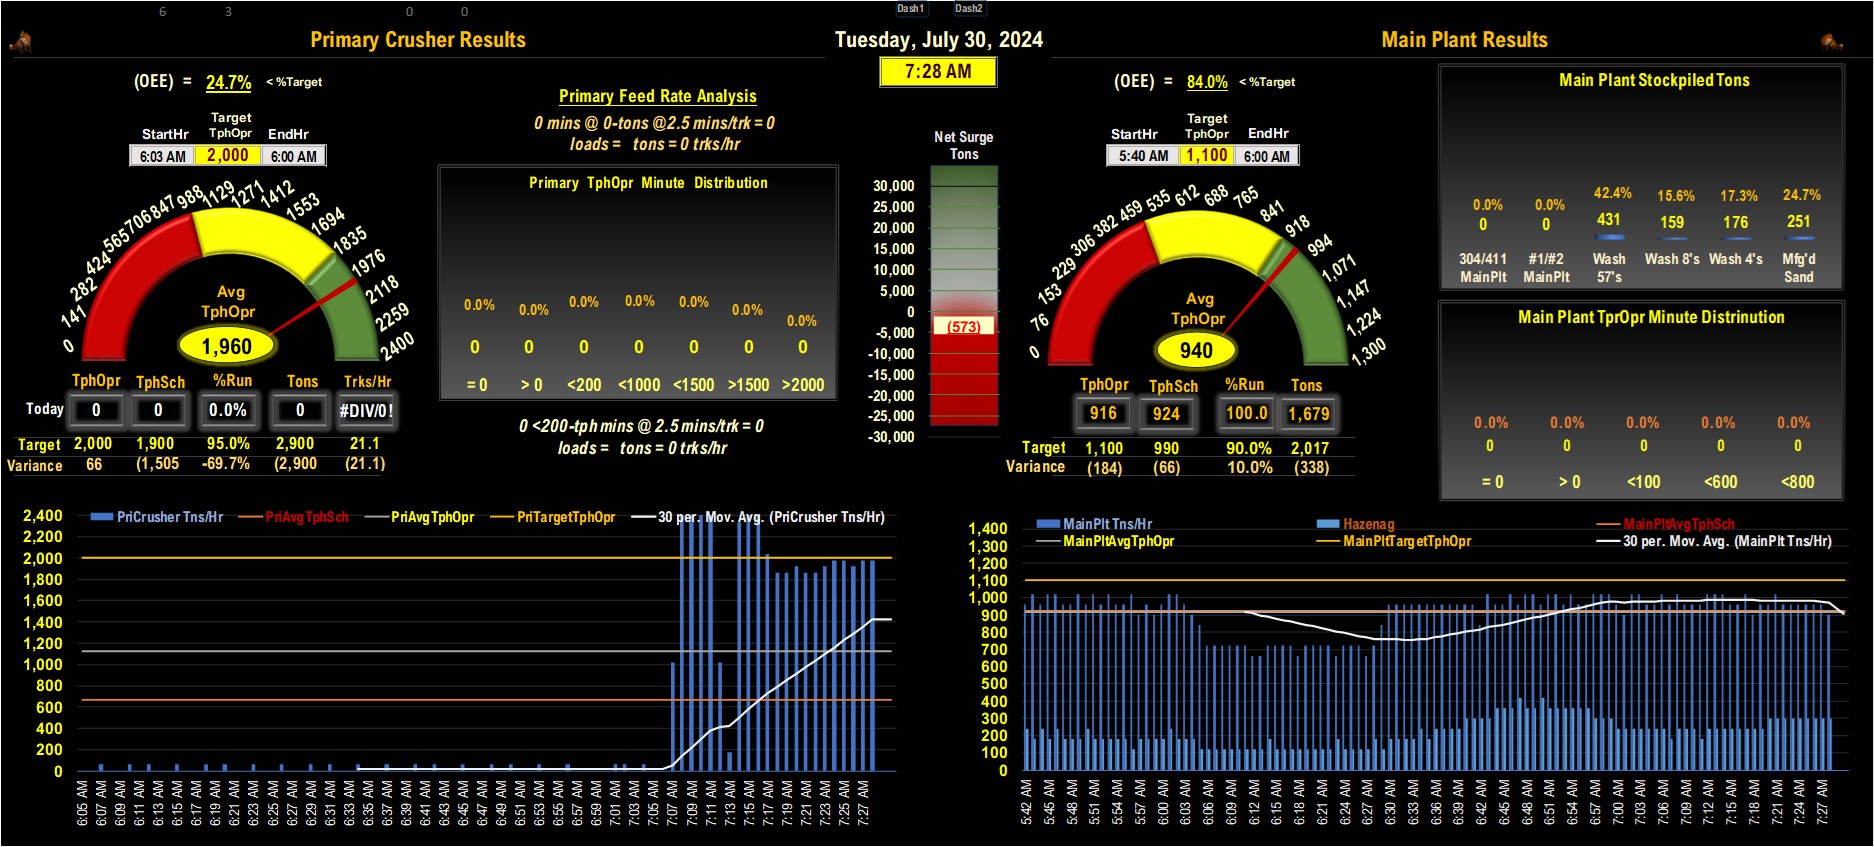 6 3 0 0 Dash1 Dash2
Primary Crusher Results
Tuesday, July 30, 2024
Main Plant Results
7:28 AM
(OEE) = 24.7% < %Target
Target
StartHr TphOpr EndHr
6:03 AM 2,000 6:00 AM
0 141 282 424 565 706 847 988 1129 1271 1412 1553 1694 1835 1976 2118 2259 2400
Avg
TphOpr
1,960
TphOpr TphSch %Run Tons Trks/Hr
Today 0 0 0.0% 0 #DIV/0!
Target 2,000 1,900 95.0% 2,900 21.1
Variance 66 (1,505 -69.7% (2,900 (21.1)
Primary Feed Rate Analysis
0 mins @ 0-tons @2.5 mins/trk = 0
loads = tons = 0 trks/hr
Primary TphOpr Minute Distribution
0.0% 0.0% 0.0% 0.0% 0.0% 0.0% 0.0%
0 0 0 0 0 0 0
= 0 > 0 <200 <1000 <1500 >1500 >2000
0 <200-tph mins @ 2.5 mins/trk = 0
loads = tons = 0 trks/hr
Net Surge
Tons
30,000
25,000
20,000
15,000
10,000
5,000
0
-5,000
-10,000
-15,000
-20,000
-25,000
-30,000
(573)
(OEE) = 84.0% < %Target
Target
StartHr TphOpr EndHr
5:40 AM 1,100 6:00 AM
0 76 153 229 306 382 459 535 612 688 765 841 918 994 1,071 1,147 1,224 1,300
Avg
TphOpr
940
TphOpr TphSch %Run Tons
916 924 100.0 1,679
Target 1,100 990 90.0% 2,017
Variance (184) (66) 10.0% (338)
Main Plant Stockpiled Tons
0.0% 0.0% 42.4% 15.6% 17.3% 24.7%
0 0 431 159 176 251
304/411 #1/#2 Wash Wash 8's Wash 4's Mfg'd
MainPlt MainPlt 57's Sand
Main Plant TprOpr Minute Distrinution
0.0% 0.0% 0.0% 0.0% 0.0%
0 0 0 0 0
= 0 > 0 <100 <600 <800
PriCrusher Tns/Hr PriAvgTphSch PriAvgTphOpr PriTargetTphOpr 30 per. Mov. Avg. (PriCrusher Tns/Hr)
2,400
2,200
2,000
1,800
1,600
1,400
1,200
1,000
800
600
400
200
0
6:05 AM 6:07 AM 6:09 AM 6:11 AM 6:13 AM 6:15 AM 6:17 AM 6:19 AM 6:21 AM 6:23 AM 6:25 AM 6:27 AM 6:29 AM 6:31 AM 6:33 AM 6:35 AM 6:37 AM 6:39 AM 6:41 AM 6:43 AM 6:45 AM 6:47 AM 6:49 AM 6:51 AM 6:53 AM 6:55 AM 6:57 AM 6:59 AM 7:01 AM 7:03 AM 7:05 AM 7:07 AM 7:09 AM 7:11 AM 7:13 AM 7:15 AM 7:17 AM 7:19 AM 7:21 AM 7:23 AM 7:25 AM 7:27 AM
MainPlt Tns/Hr Hazenag MainPltAvgTphSch
MainPltAvgTphOpr MainPltTargetTphOpr 30 per. Mov. Avg. (MainPlt Tns/Hr)
1,400
1,300
1,200
1,100
1,000
900
800
700
600
500
400
300
200
100
0
5:42 AM 5:45 AM 5:48 AM 5:51 AM 5:54 AM 5:57 AM 6:00 AM 6:03 AM 6:06 AM 6:09 AM 6:12 AM 6:15 AM 6:18 AM 6:21 AM 6:24 AM 6:27 AM 6:30 AM 6:33 AM 6:36 AM 6:39 AM 6:42 AM 6:45 AM 6:48 AM 6:51 AM 6:54 AM 6:57 AM 7:00 AM 7:03 AM 7:06 AM 7:09 AM 7:12 AM 7:15 AM 7:18 AM 7:21 AM 7:24 AM 7:27 AM